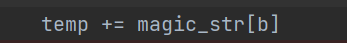 temp += magic_str[b]